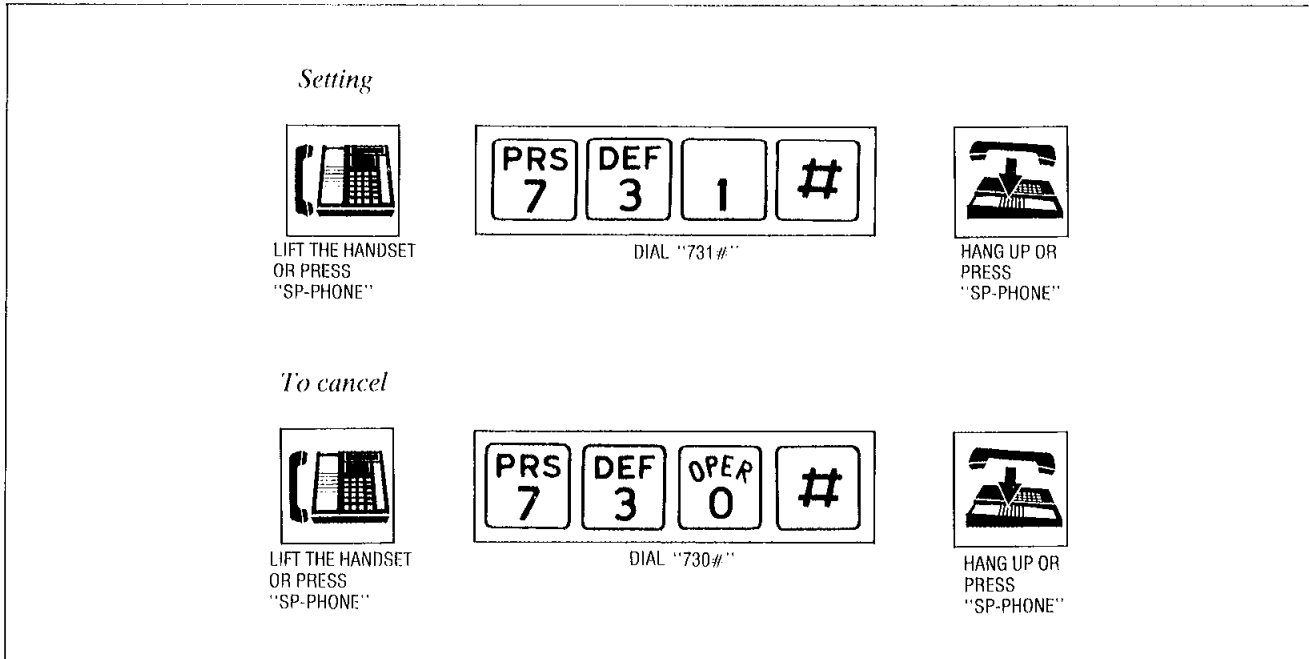 Setting
PRS DEF
7 3 1 #
LIFT THE HANDSET
OR PRESS
"SP-PHONE"
DIAL "731#"
HANG UP OR
PRESS
"SP-PHONE"
To cancel
PRS DEF OPER
7 3 0 #
LIFT THE HANDSET
OR PRESS
"SP-PHONE"
DIAL "730#"
HANG UP OR
PRESS
"SP-PHONE"